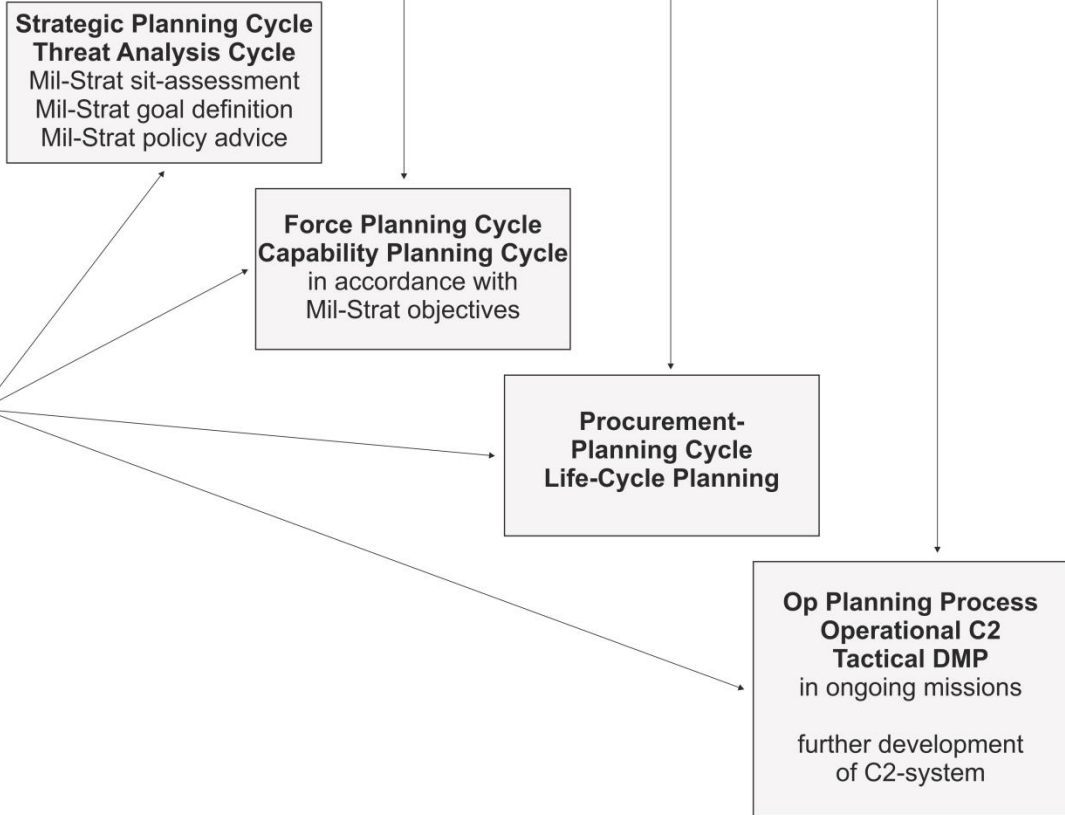 Strategic Planning Cycle
Threat Analysis Cycle
Mil-Strat sit-assessment
Mil-Strat goal definition
Mil-Strat policy advice
Force Planning Cycle
Capability Planning Cycle
in accordance with
Mil-Strat objectives
Procurement-
Planning Cycle
Life-Cycle Planning
Op Planning Process
Operational C2
Tactical DMP
in ongoing missions
further development
of C2-system